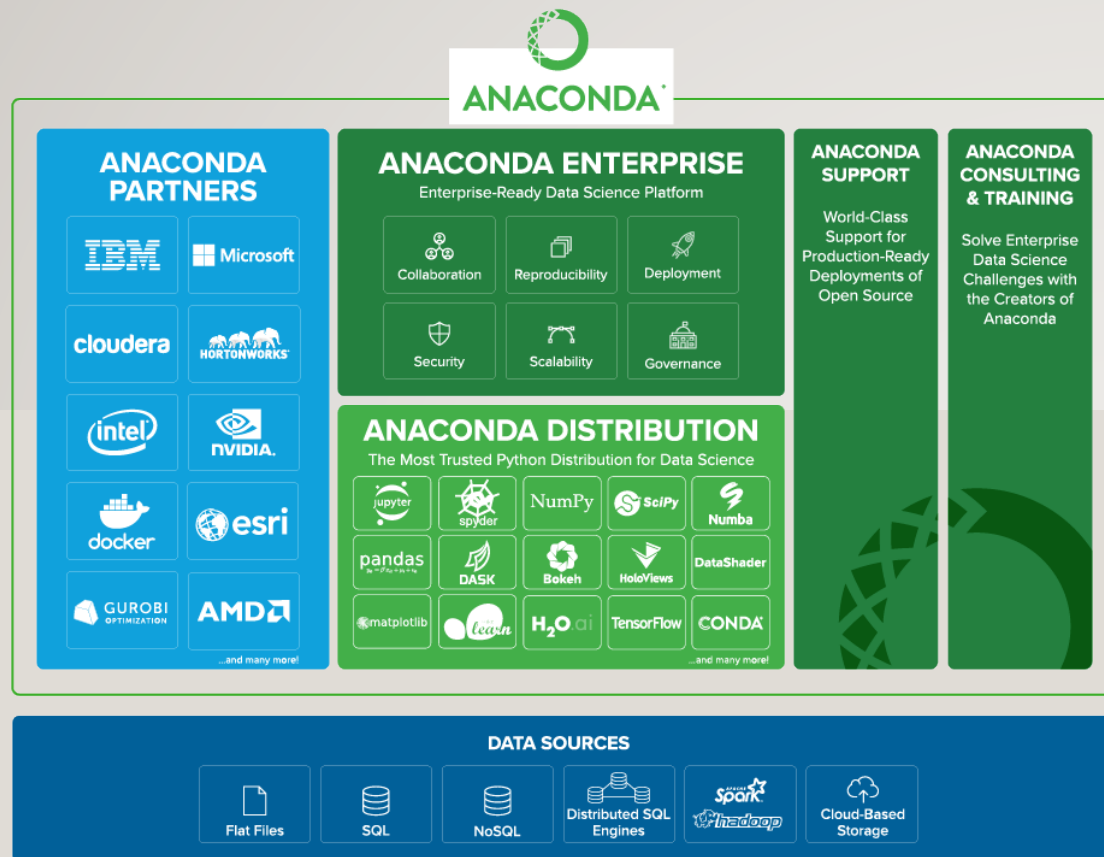 ANACONDA
ANACONDA
PARTNERS
IBM
Microsoft
cloudera
HORTONWORKS
intel
NVIDIA.
docker
esri
GUROBI
OPTIMIZATION
AMD
...and many more!
ANACONDA ENTERPRISE
Enterprise-Ready Data Science Platform
Collaboration
Reproducibility
Deployment
Security
Scalability
Governance
ANACONDA DISTRIBUTION
The Most Trusted Python Distribution for Data Science
jupyter
spyder
NumPy
SciPy
Numba
pandas
DASK
Bokeh
HoloViews
DataShader
matplotlib
learn
H2O.ai
TensorFlow
CONDA
...and many more!
ANACONDA
SUPPORT
World-Class
Support for
Production-Ready
Deployments of
Open Source
ANACONDA
CONSULTING
& TRAINING
Solve Enterprise
Data Science
Challenges with
the Creators of
Anaconda
DATA SOURCES
Flat Files
SQL
NoSQL
Distributed SQL
Engines
APACHE
Spark
hadoop
Cloud-Based
Storage